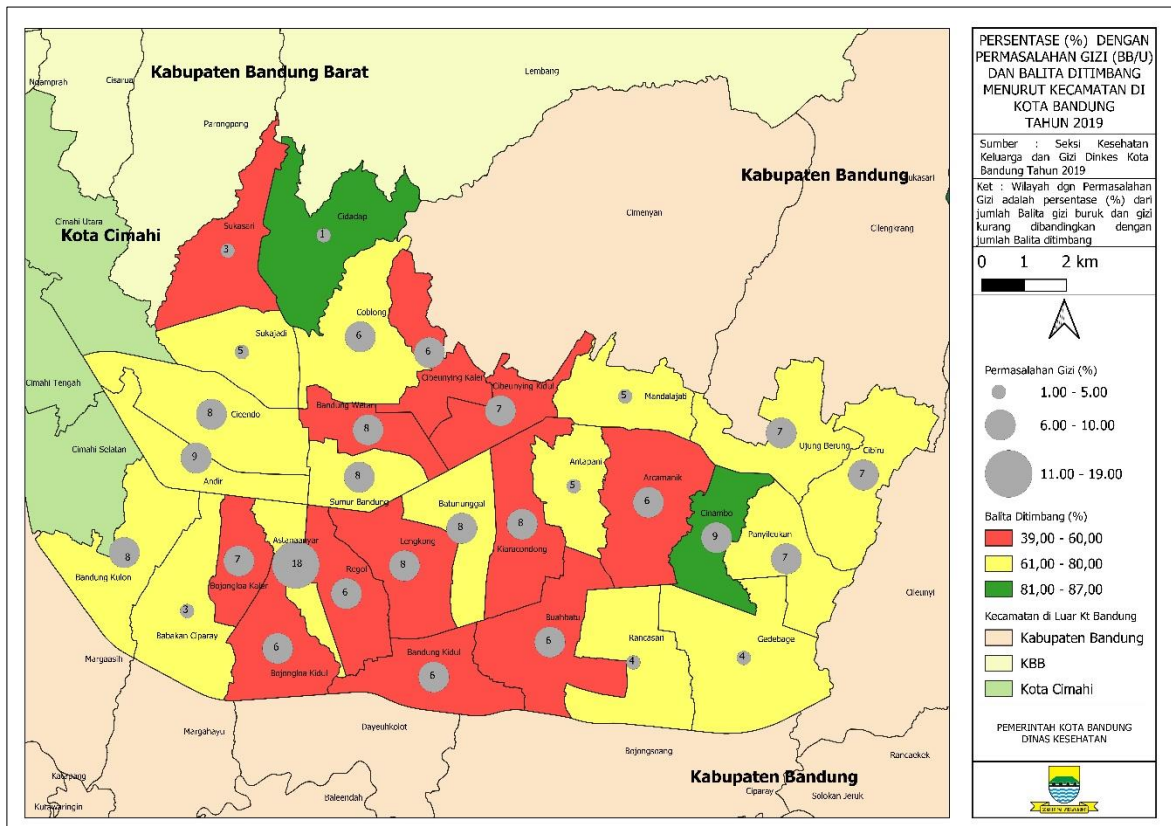 Kabupaten Bandung Barat
Ngamprah
Cisarua
Lembang
Parongpong
Kabupaten Bandung
Cidadap
Cimenyan
Cimahi Utara
Sukasari
Kota Cimahi
1
3
Cilengkrang
Coblong
Sukajadi
6
5
6
Cimahi Tengah
Cibeunying Kaler
Cibeunying Kidul
5
Mandalajati
Cicendo
8
Bandung Wetan
7
8
7
Ujung Berung
Cimahi Selatan
9
Andir
8
Sumur Bandung
Antapani
5
Arcamanik
6
Cibiru
7
Batununggal
8
8
Kiaracondong
Cinambo
9
Panyileukan
7
8
Bandung Kulon
Astanaanyar
18
7
Bojongloa Kaler
Lengkong
8
Regol
6
Cileunyi
3
Babakan Ciparay
Buahbatu
6
Rancasari
4
Gedebage
4
Margaasih
6
Bojongloa Kidul
Bandung Kidul
6
Margahayu
Dayeuhkolot
Bojongsoang
Rancaekek
Kabupaten Bandung
Kutawaringin
Baleendah
Ciparay
Solokan Jeruk
PERSENTASE (%) DENGAN
PERMASALAHAN GIZI (BB/U)
DAN BALITA DITIMBANG
MENURUT KECAMATAN DI
KOTA BANDUNG
TAHUN 2019
Sumber : Seksi Kesehatan
Keluarga dan Gizi Dinkes Kota
Bandung Tahun 2019
Ket : Wilayah dgn Permasalahan
Gizi adalah persentase (%) dari
jumlah Balita gizi buruk dan gizi
kurang dibandingkan dengan
jumlah Balita ditimbang
0 1 2 km
Permasalahan Gizi (%)
1.00 - 5.00
6.00 - 10.00
11.00 - 19.00
Balita Ditimbang (%)
39,00 - 60,00
61,00 - 80,00
81,00 - 87,00
Kecamatan di Luar Kt Bandung
Kabupaten Bandung
KBB
Kota Cimahi
PEMERINTAH KOTA BANDUNG
DINAS KESEHATAN